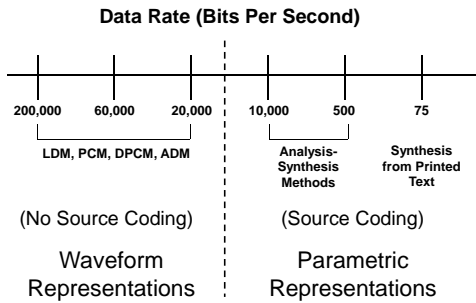 Data Rate (Bits Per Second)
200,000 60,000 20,000 10,000 500 75
LDM, PCM, DPCM, ADM
Analysis-
Synthesis
Methods
Synthesis
from Printed
Text
(No Source Coding) (Source Coding)
Waveform
Representations
Parametric
Representations